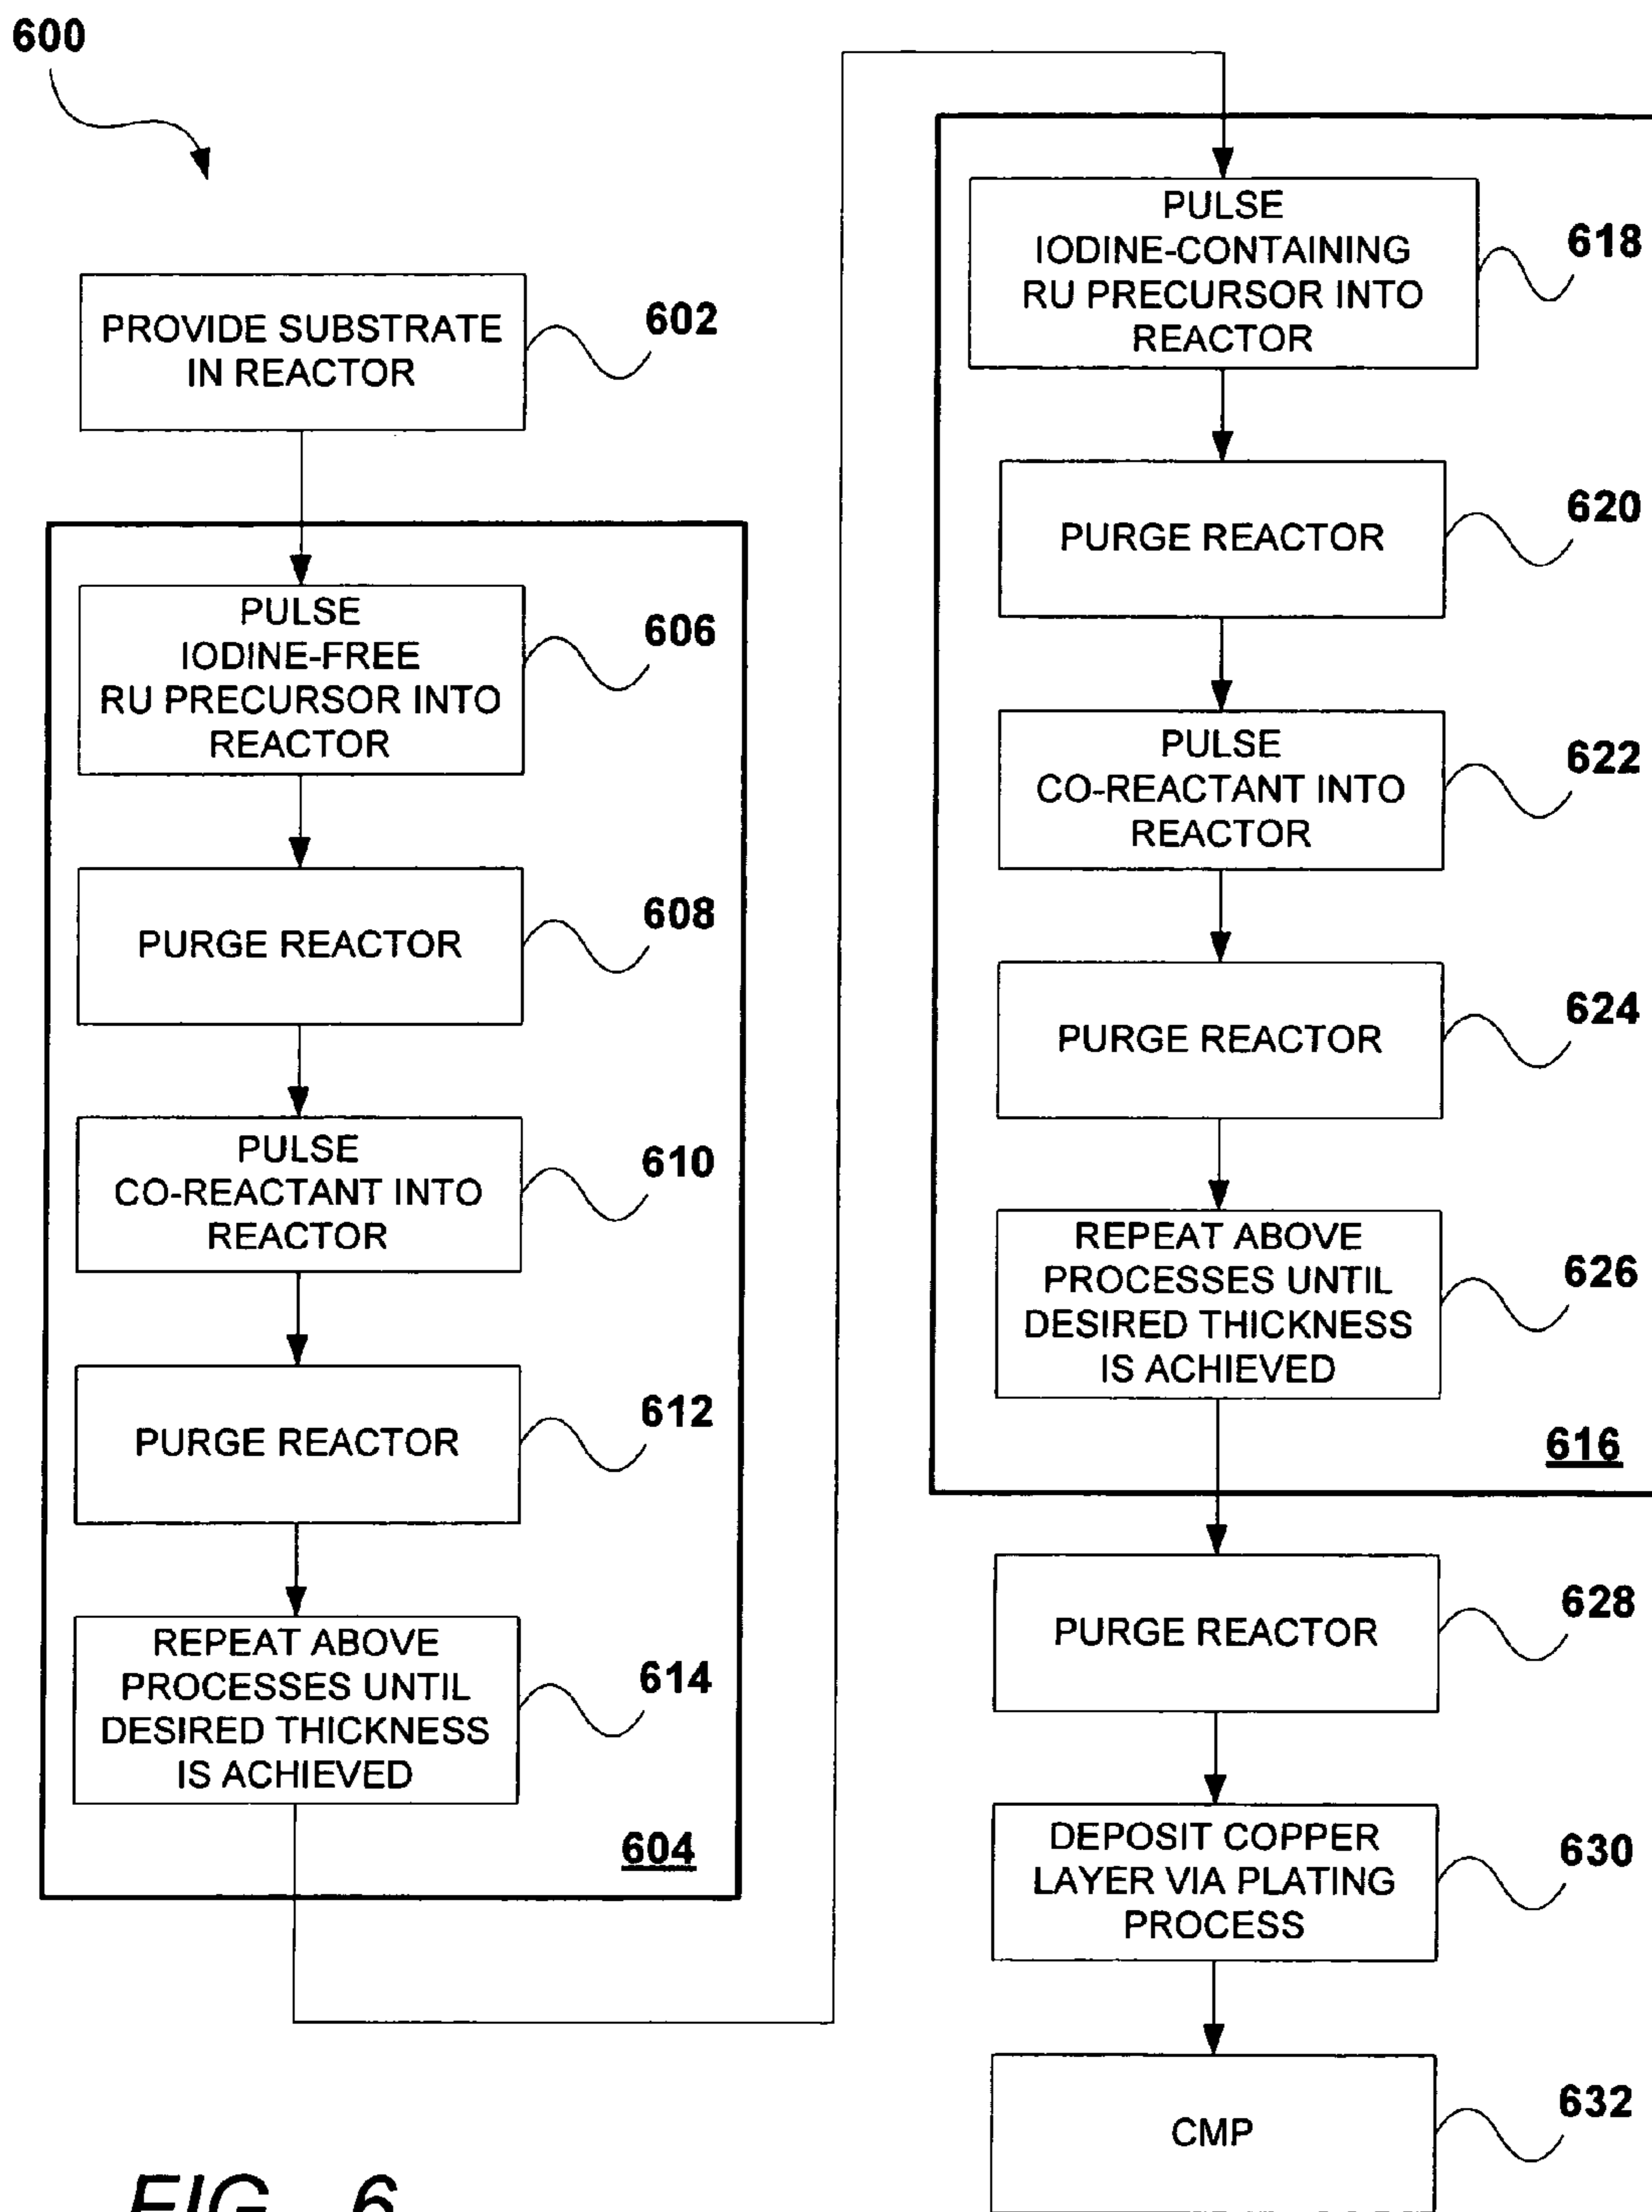 600
PROVIDE SUBSTRATE
IN REACTOR
602
PULSE
IODINE-FREE
RU PRECURSOR INTO
REACTOR
606
PURGE REACTOR
608
PULSE
CO-REACTANT INTO
REACTOR
610
PURGE REACTOR
612
REPEAT ABOVE
PROCESSES UNTIL
DESIRED THICKNESS
IS ACHIEVED
614
604
PULSE
IODINE-CONTAINING
RU PRECURSOR INTO
REACTOR
618
PURGE REACTOR
620
PULSE
CO-REACTANT INTO
REACTOR
622
PURGE REACTOR
624
REPEAT ABOVE
PROCESSES UNTIL
DESIRED THICKNESS
IS ACHIEVED
626
616
PURGE REACTOR
628
DEPOSIT COPPER
LAYER VIA PLATING
PROCESS
630
CMP
632
FIG. 6